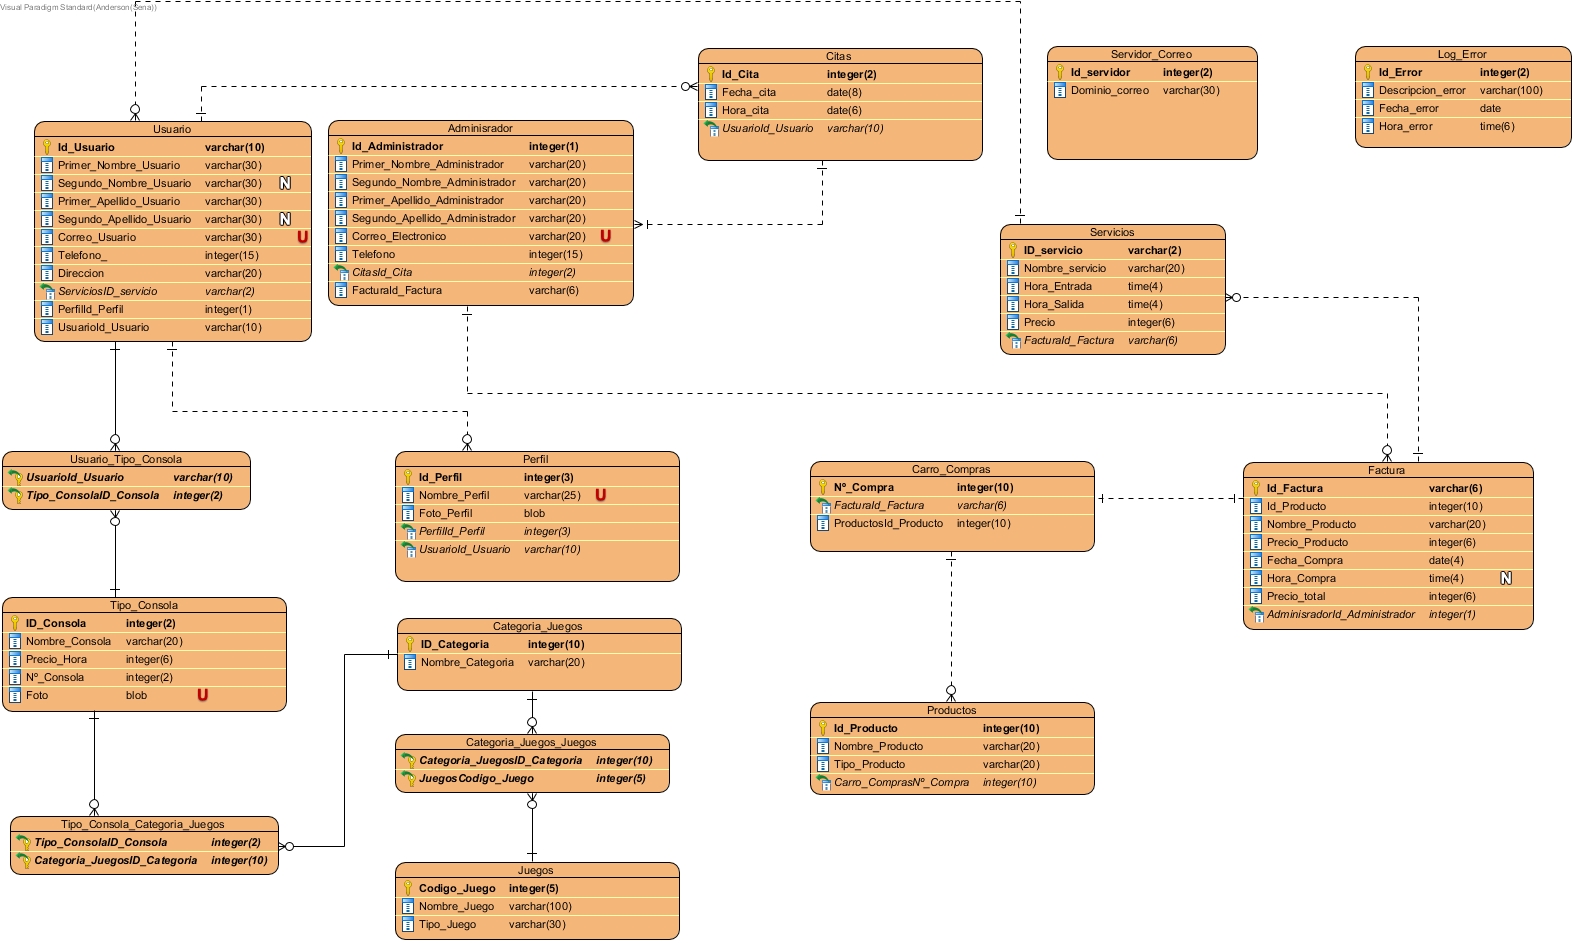 Visual Paradigm Standard(Anderson(Sena))
Citas
Id_Cita integer(2)
Fecha_cita date(8)
Hora_cita date(6)
UsuarioId_Usuario varchar(10)
Servidor_Correo
Id_servidor integer(2)
Dominio_correo varchar(30)
Log_Error
Id_Error integer(2)
Descripcion_error varchar(100)
Fecha_error date
Hora_error time(6)
Usuario
Id_Usuario varchar(10)
Primer_Nombre_Usuario varchar(30)
Segundo_Nombre_Usuario varchar(30) N
Primer_Apellido_Usuario varchar(30)
Segundo_Apellido_Usuario varchar(30) N
Correo_Usuario varchar(30) U
Telefono_ integer(15)
Direccion varchar(20)
ServiciosID_servicio varchar(2)
PerfilId_Perfil integer(1)
UsuarioId_Usuario varchar(10)
Adminisrador
Id_Administrador integer(1)
Primer_Nombre_Administrador varchar(20)
Segundo_Nombre_Administrador varchar(20)
Primer_Apellido_Administrador varchar(20)
Segundo_Apellido_Administrador varchar(20)
Correo_Electronico varchar(20) U
Telefono integer(15)
CitasId_Cita integer(2)
FacturaId_Factura varchar(6)
Servicios
ID_servicio varchar(2)
Nombre_servicio varchar(20)
Hora_Entrada time(4)
Hora_Salida time(4)
Precio integer(6)
FacturaId_Factura varchar(6)
Usuario_Tipo_Consola
UsuarioId_Usuario varchar(10)
Tipo_ConsolaID_Consola integer(2)
Perfil
Id_Perfil integer(3)
Nombre_Perfil varchar(25) U
Foto_Perfil blob
PerfilId_Perfil integer(3)
UsuarioId_Usuario varchar(10)
Carro_Compras
Nº_Compra integer(10)
FacturaId_Factura varchar(6)
ProductosId_Producto integer(10)
Factura
Id_Factura varchar(6)
Id_Producto integer(10)
Nombre_Producto varchar(20)
Precio_Producto integer(6)
Fecha_Compra date(4)
Hora_Compra time(4) N
Precio_total integer(6)
AdminisradorId_Administrador integer(1)
Tipo_Consola
ID_Consola integer(2)
Nombre_Consola varchar(20)
Precio_Hora integer(6)
Nº_Consola integer(2)
Foto blob U
Categoria_Juegos
ID_Categoria integer(10)
Nombre_Categoria varchar(20)
Categoria_Juegos_Juegos
Categoria_JuegosID_Categoria integer(10)
JuegosCodigo_Juego integer(5)
Productos
Id_Producto integer(10)
Nombre_Producto varchar(20)
Tipo_Producto varchar(20)
Carro_ComprasNº_Compra integer(10)
Tipo_Consola_Categoria_Juegos
Tipo_ConsolaID_Consola integer(2)
Categoria_JuegosID_Categoria integer(10)
Juegos
Codigo_Juego integer(5)
Nombre_Juego varchar(100)
Tipo_Juego varchar(30)